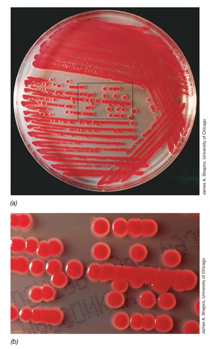 James A. Shapiro, University of Chicago
(a)
James A. Shapiro, University of Chicago
(b)